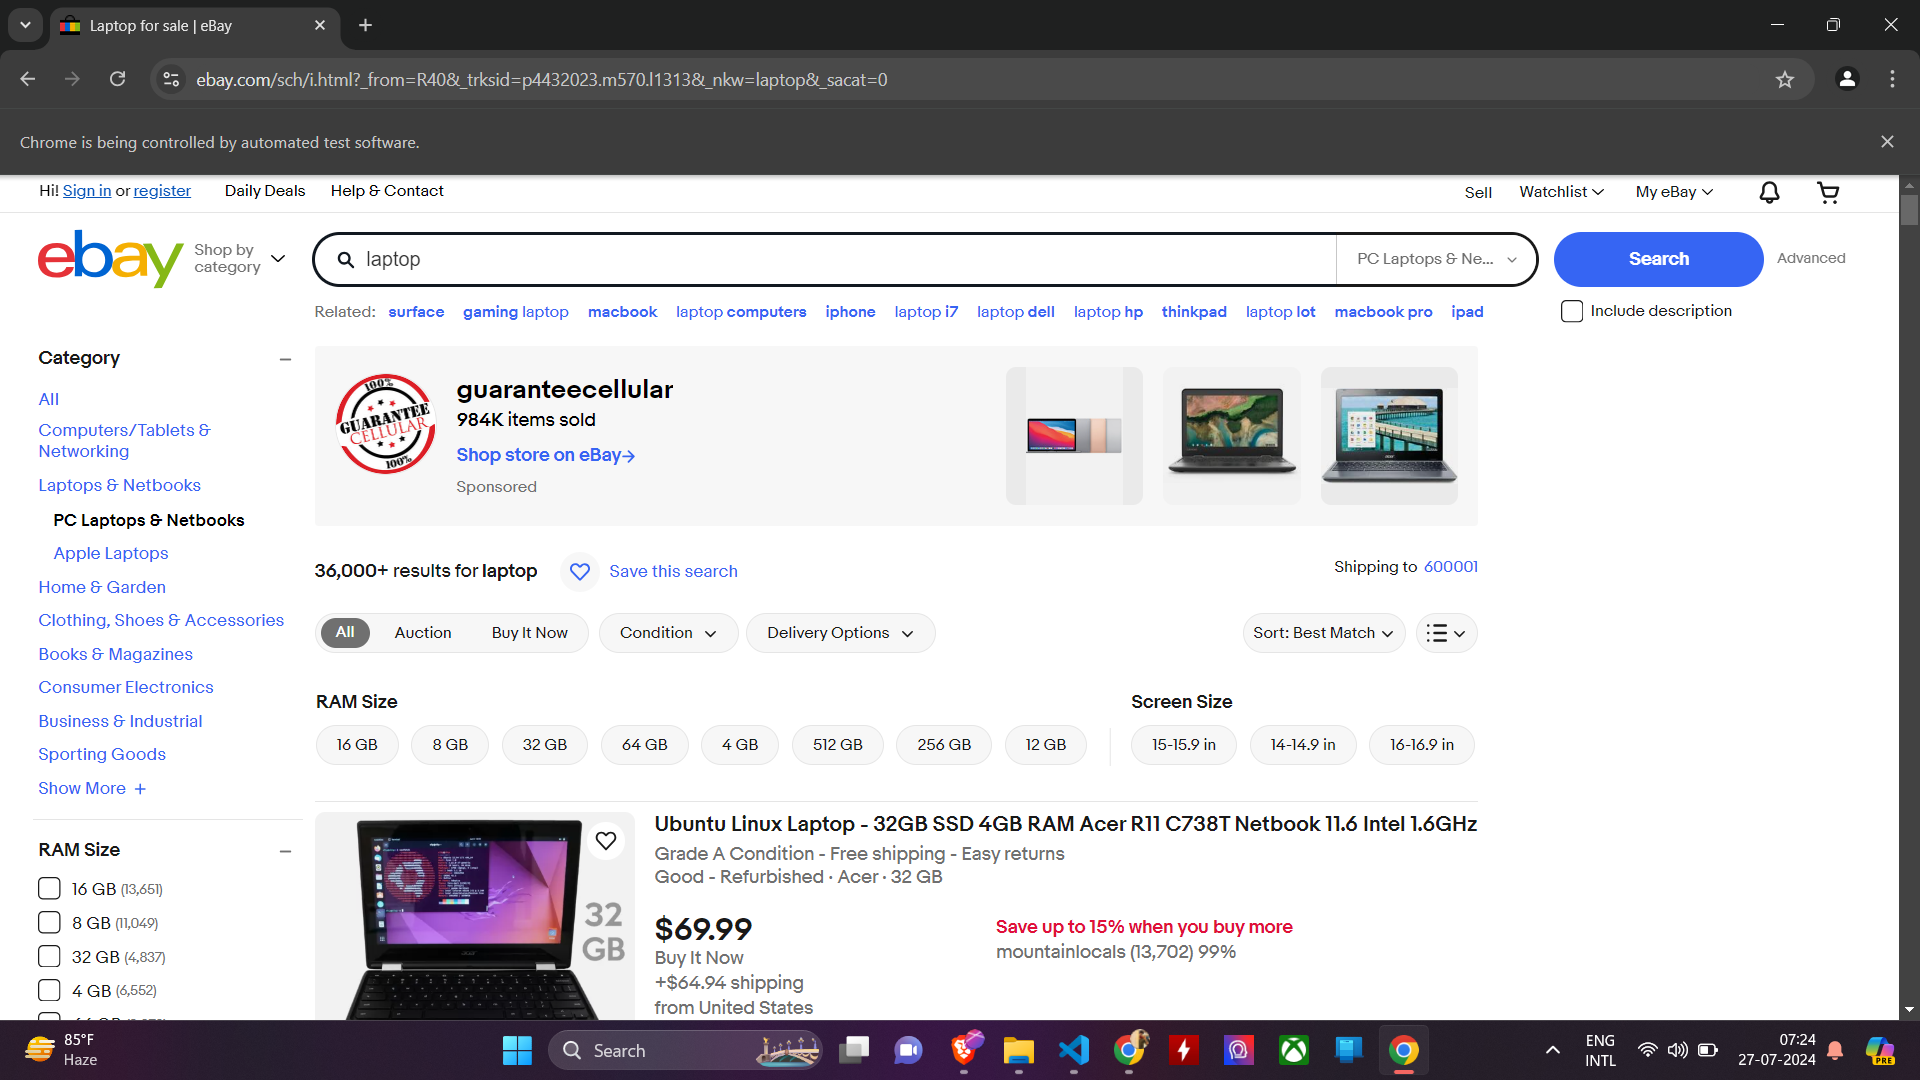 Laptop for sale | eBay
ebay.com/sch/i.html?_from=R40&_trksid=p4432023.m570.l1313&_nkw=laptop&_sacat=0
Chrome is being controlled by automated test software.
Hi! Sign in or register Daily Deals Help & Contact Sell Watchlist My eBay
ebay Shop by category laptop PC Laptops & Ne... Search Advanced
Related: surface gaming laptop macbook laptop computers iphone laptop i7 laptop dell laptop hp thinkpad laptop lot macbook pro ipad Include description
Category
All
Computers/Tablets &
Networking
Laptops & Netbooks
PC Laptops & Netbooks
Apple Laptops
Home & Garden
Clothing, Shoes & Accessories
Books & Magazines
Consumer Electronics
Business & Industrial
Sporting Goods
Show More +
RAM Size
16 GB (13,651)
8 GB (11,049)
32 GB (4,837)
4 GB (6,552)
100%
GUARANTEE
CELLULAR
100%
guaranteecellular
984K items sold
Shop store on eBay→
Sponsored
36,000+ results for laptop Save this search Shipping to 600001
All Auction Buy It Now Condition Delivery Options Sort: Best Match
RAM Size Screen Size
16 GB 8 GB 32 GB 64 GB 4 GB 512 GB 256 GB 12 GB 15-15.9 in 14-14.9 in 16-16.9 in
32
GB
Ubuntu Linux Laptop - 32GB SSD 4GB RAM Acer R11 C738T Netbook 11.6 Intel 1.6GHz
Grade A Condition - Free shipping - Easy returns
Good - Refurbished · Acer · 32 GB
$69.99 Save up to 15% when you buy more
Buy It Now mountainlocals (13,702) 99%
+$64.94 shipping
from United States
85°F
Haze
Search
ENG
INTL
07:24
27-07-2024
PRE